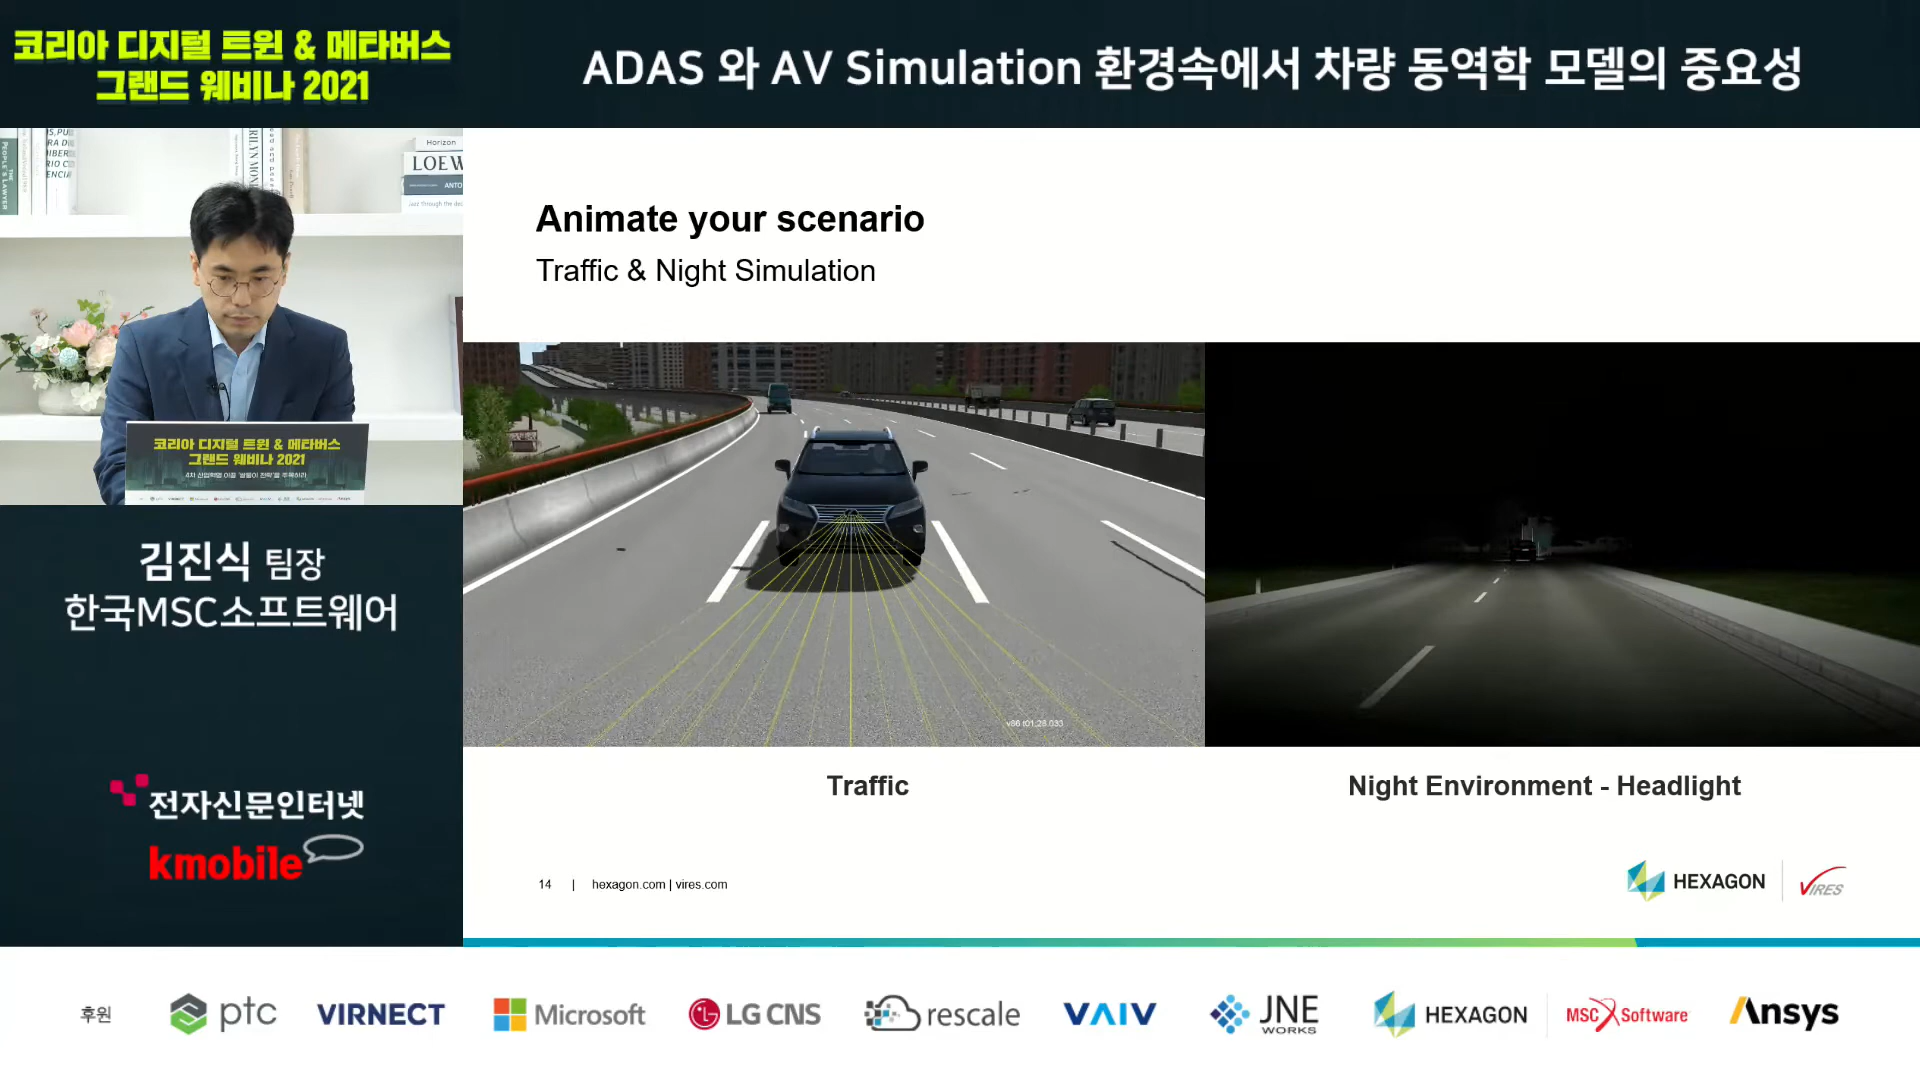 코리아 디지털 트윈 & 메타버스
그랜드 웨비나 2021
ADAS 와 AV Simulation 환경속에서 차량 동역학 모델의 중요성
Horizon
LOEW
ANTO
코리아 디지털 트윈 & 메타버스
그랜드 웨비나 2021
김진식 팀장
한국MSC소프트웨어
전자신문인터넷
kmobile
Animate your scenario
Traffic & Night Simulation
Traffic
Night Environment - Headlight
14 | hexagon.com | vires.com
HEXAGON
VIRES
후원
ptc
VIRNECT
Microsoft
LG CNS
rescale
VAIV
JNE
WORKS
HEXAGON
MSC Software
Ansys